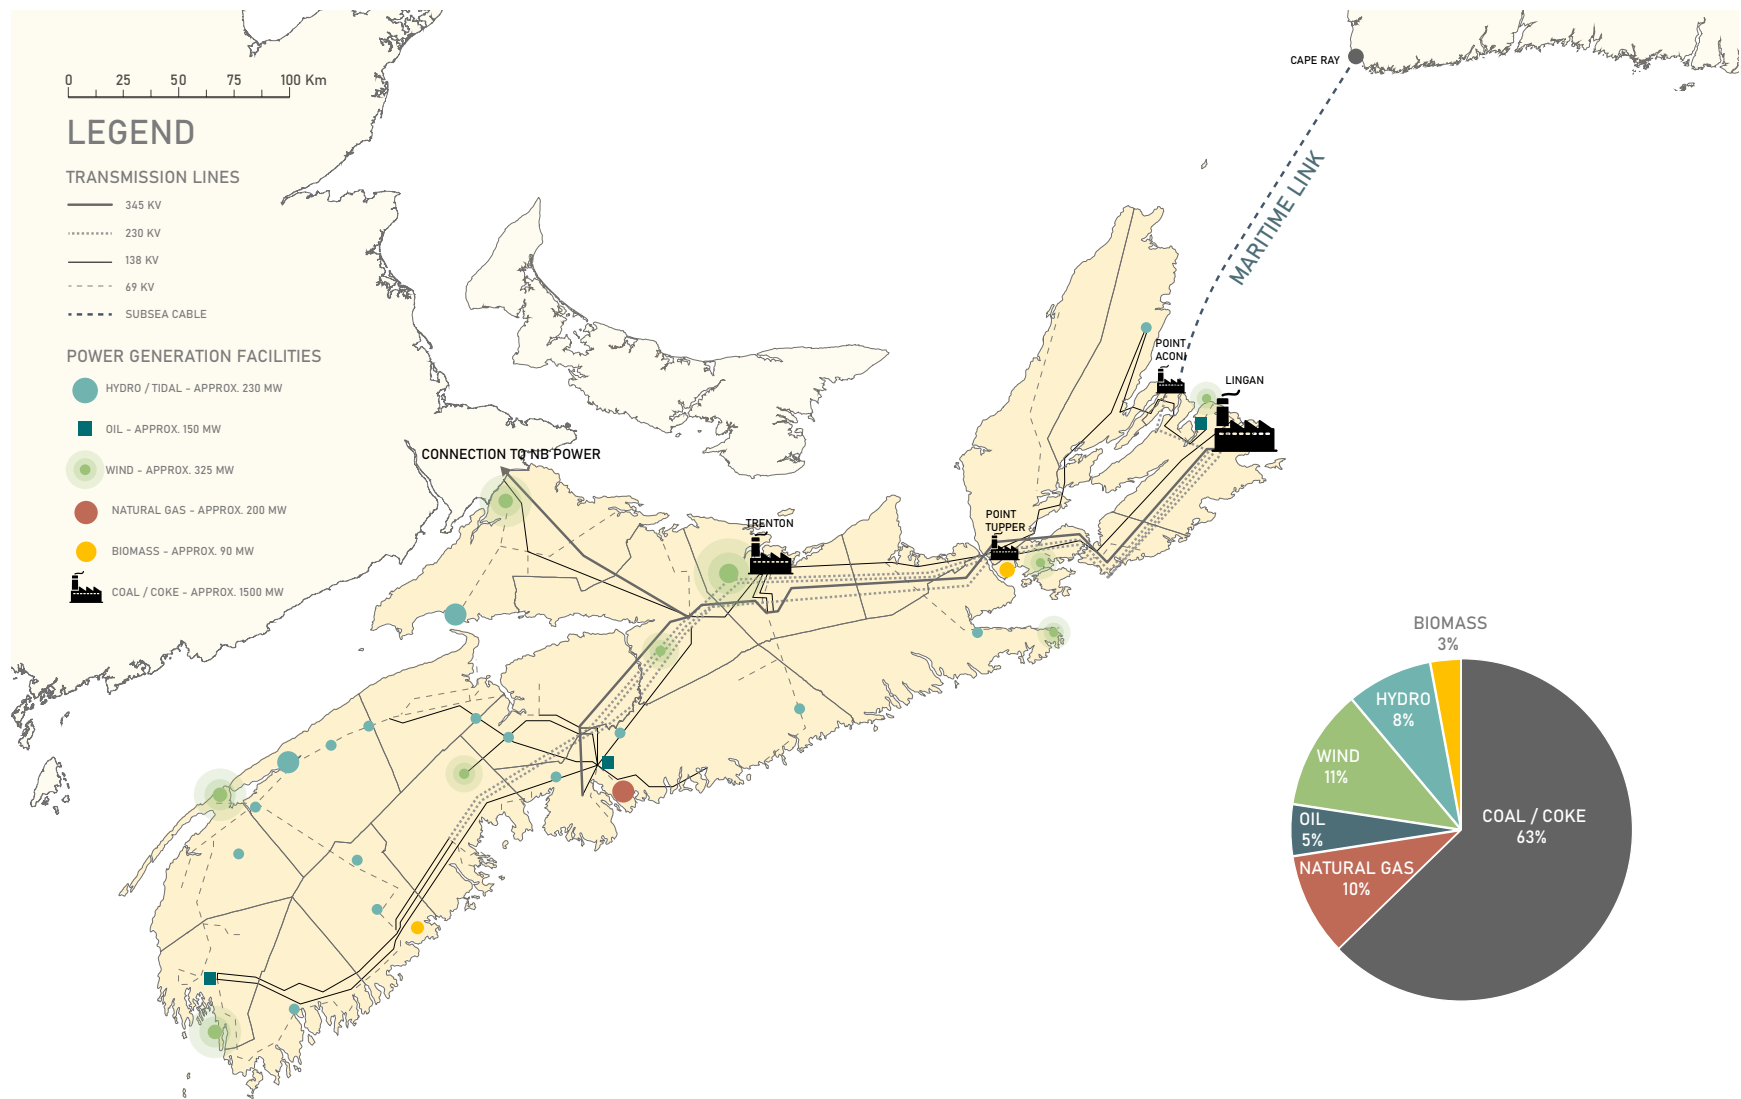 0 25 50 75 100 Km
LEGEND
TRANSMISSION LINES
345 KV
230 KV
138 KV
69 KV
SUBSEA CABLE
POWER GENERATION FACILITIES
HYDRO / TIDAL - APPROX. 230 MW
OIL - APPROX. 150 MW
WIND - APPROX. 325 MW
NATURAL GAS - APPROX. 200 MW
BIOMASS - APPROX. 90 MW
COAL / COKE - APPROX. 1500 MW
CAPE RAY
MARITIME LINK
POINT
ACONI
LINGAN
CONNECTION TO NB POWER
TRENTON
POINT
TUPPER
BIOMASS
3%
HYDRO
8%
WIND
11%
OIL
5%
NATURAL GAS
10%
COAL / COKE
63%